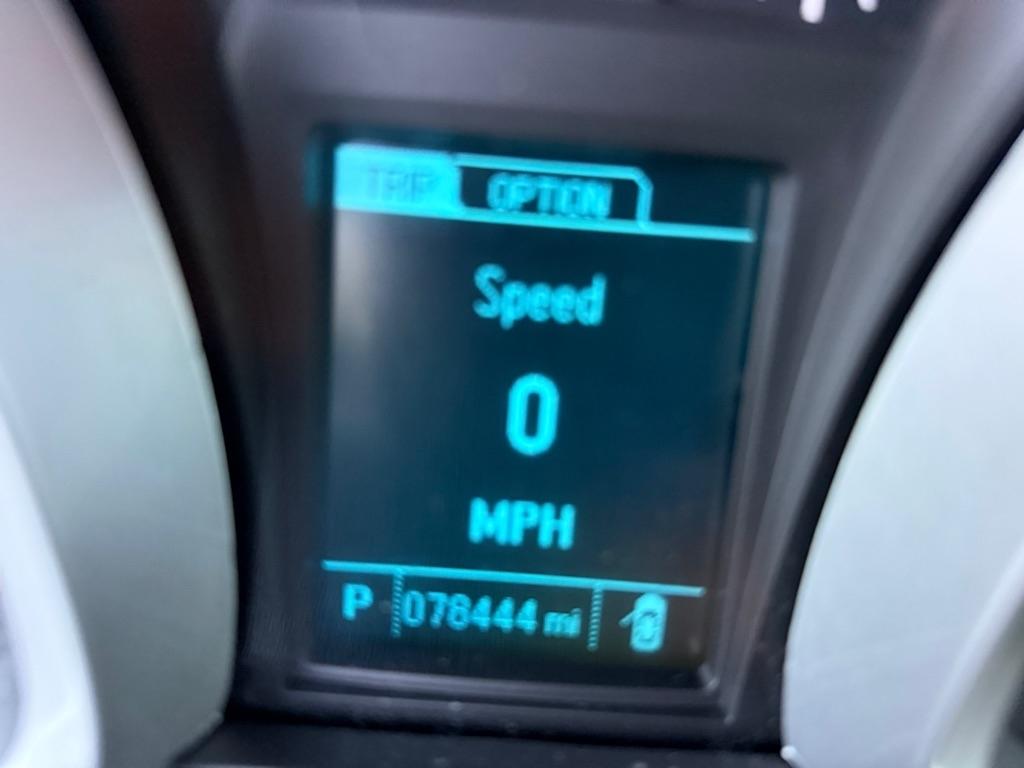 TRIP OPTION
Speed
0
MPH
P 078444 mi